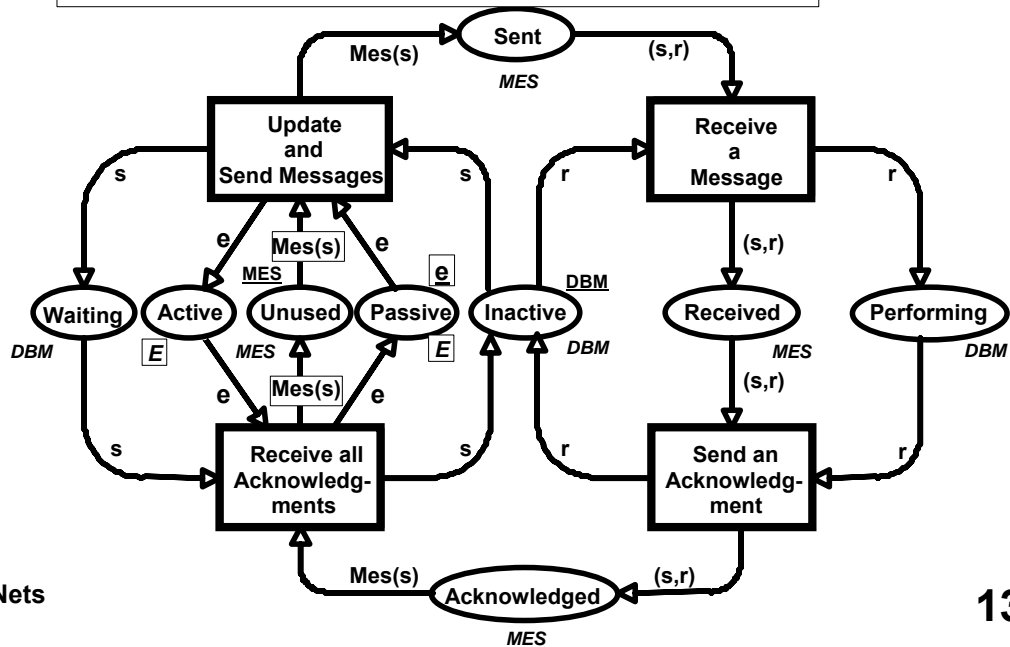 Sent
Mes(s)
(s,r)
MES
Update
and
Send Messages
Receive
a
Message
s
s
r
r
e
Mes(s)
e
(s,r)
MES
e
DBM
Waiting
Active
Unused
Passive
Inactive
Received
Performing
DBM
E
MES
E
DBM
MES
DBM
e
Mes(s)
e
(s,r)
s
s
r
r
Receive all
Acknowledg-
ments
Send an
Acknowledg-
ment
Mes(s)
(s,r)
Acknowledged
MES
Nets
13